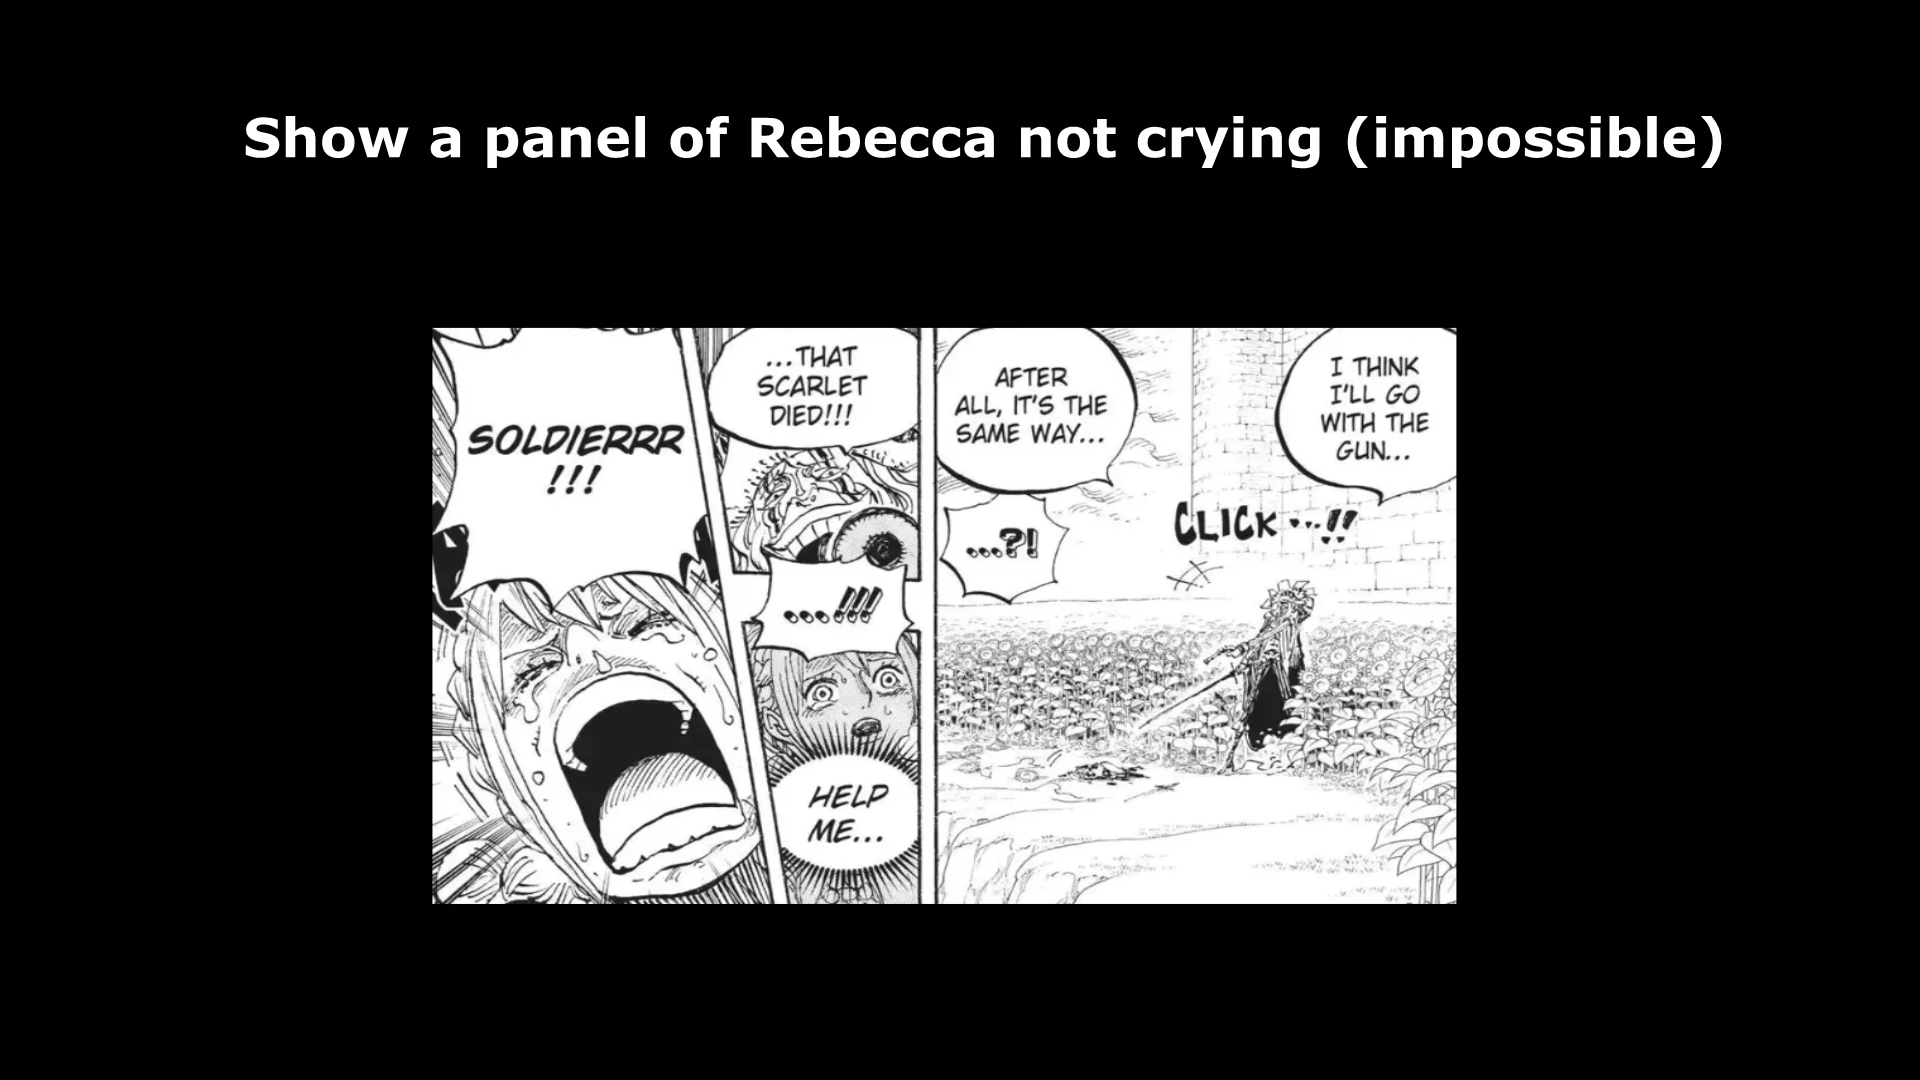 Show a panel of Rebecca not crying (impossible)
I THINK
I'LL GO
WITH THE
GUN...
CLICK...!!
AFTER
ALL, IT'S THE
SAME WAY...
...?!
...THAT
SCARLET
DIED!!!
...!!!
HELP
ME...
SOLDIERRR
!!!